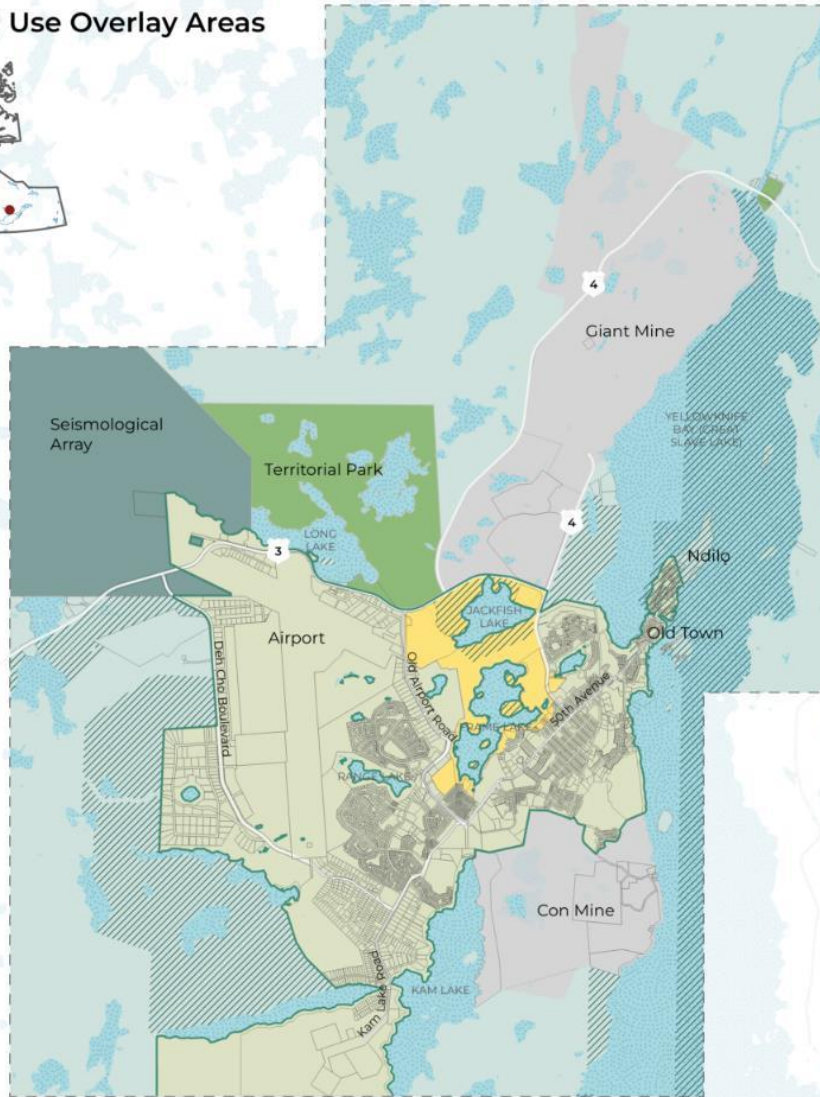 Use Overlay Areas
4
Giant Mine
YELLOWKNIFE
BAY (GREAT
SLAVE LAKE)
Seismological
Array
Territorial Park
LONG
LAKE
3
4
Ndilǫ
JACKFISH
LAKE
Old Town
Airport
Deh Cho Boulevard
Old Airport Road
50th Avenue
FRAME LAKE
RANGE LAKE
Con Mine
KAM LAKE
Kam Lake Road